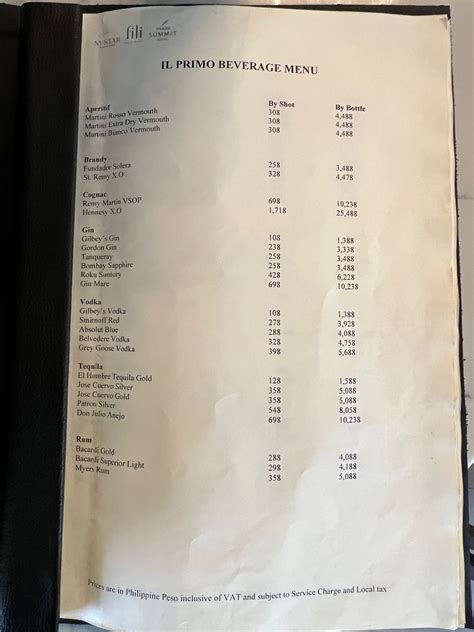 NUSTAR fili SUMMIT
IL PRIMO BEVERAGE MENU
By Shot By Bottle
Aperitif
Martini Rosso Vermouth 308 4,488
Martini Extra Dry Vermouth 308 4,488
Martini Bianco Vermouth 308 4,488
Brandy
Fundador Solera 258 3,488
St. Remy X.O 328 4,478
Cognac
Remy Martin VSOP 698 10,238
Hennesy X.O 1,718 25,488
Gin
Gilbey's Gin 108 1,388
Gordon Gin 238 3,338
Tanqueray 258 3,488
Bombay Sapphire 258 3,488
Roku Suntory 428 6,228
Gin Mare 698 10,238
Vodka
Gilbey's Vodka 108 1,388
Smirnoff Red 278 3,928
Absolut Blue 288 4,088
Belvedere Vodka 328 4,758
Grey Goose Vodka 398 5,688
Tequila
El Hombre Tequila Gold 128 1,588
Jose Cuervo Silver 358 5,088
Jose Cuervo Gold 358 5,088
Patron Silver 548 8,058
Don Julio Anejo 698 10,238
Rum
Bacardi Gold 288 4,088
Bacardi Superior Light 298 4,188
Myers Rum 358 5,088
Prices are in Philippine Peso inclusive of VAT and subject to Service Charge and Local tax